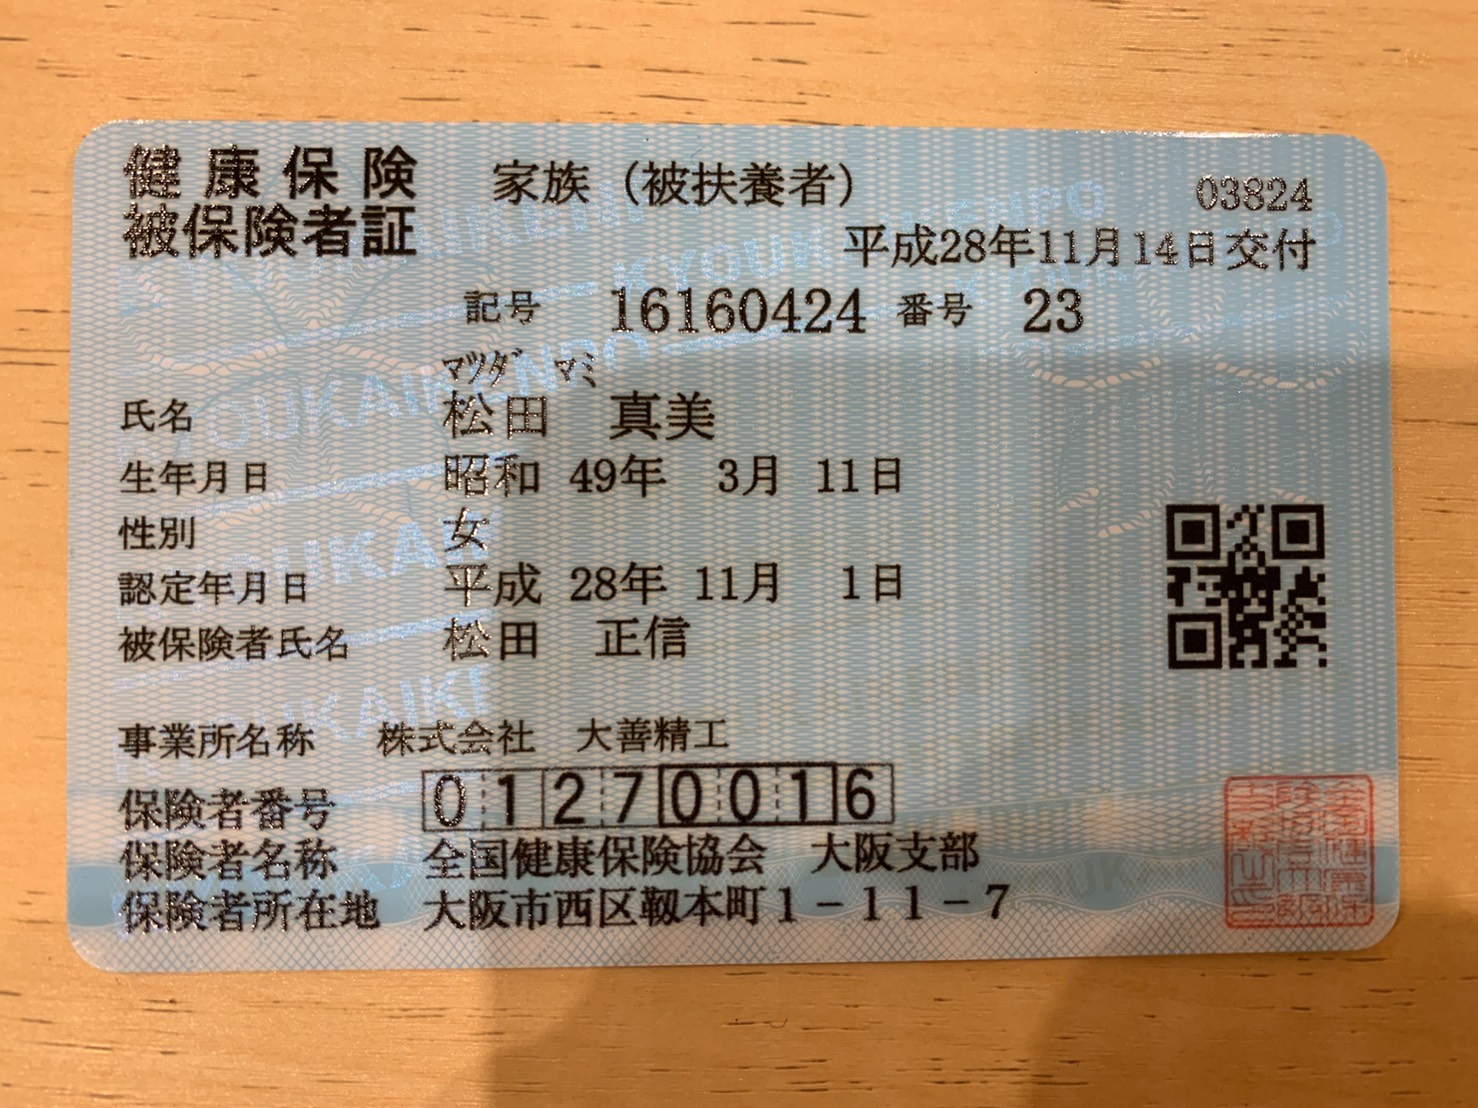 健康保険 家族（被扶養者） 03824
被保険者証 平成28年11月14日交付
記号 16160424 番号 23
ﾏﾂﾀﾞ ﾏﾐ
氏名 松田 真美
生年月日 昭和 49年 3月 11日
性別 女
認定年月日 平成 28年 11月 1日
被保険者氏名 松田 正信
事業所名称 株式会社 大善精工
保険者番号 01270016
保険者名称 全国健康保険協会 大阪支部
保険者所在地 大阪市西区靱本町1－11－7